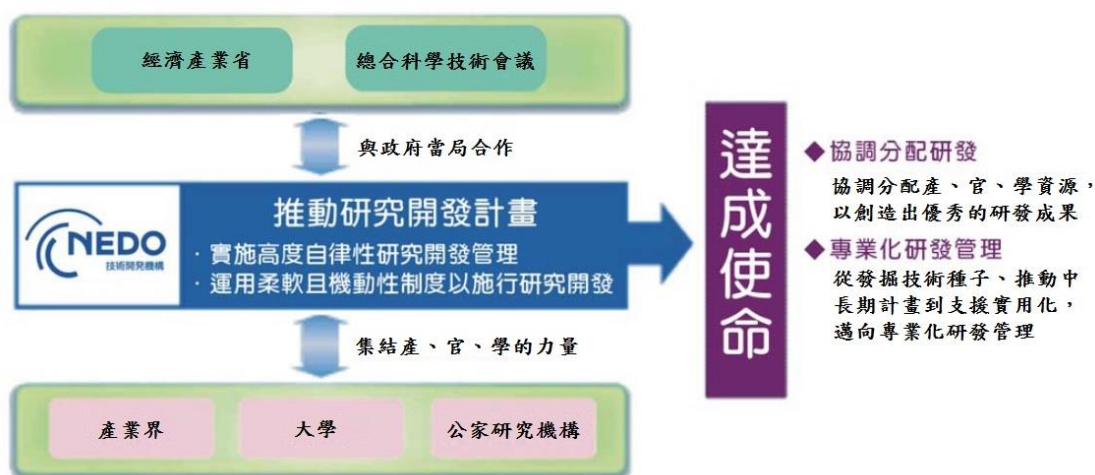 經濟產業省
總合科學技術會議
與政府當局合作
NEDO
技術開発機構
推動研究開發計畫
·實施高度自律性研究開發管理
·運用柔軟且機動性制度以施行研究開發
集結產、官、學的力量
產業界
大學
公家研究機構
達成使命
◆協調分配研發
協調分配產、官、學資源，
以創造出優秀的研發成果
◆專業化研發管理
從發掘技術種子、推動中
長期計畫到支援實用化，
邁向專業化研發管理